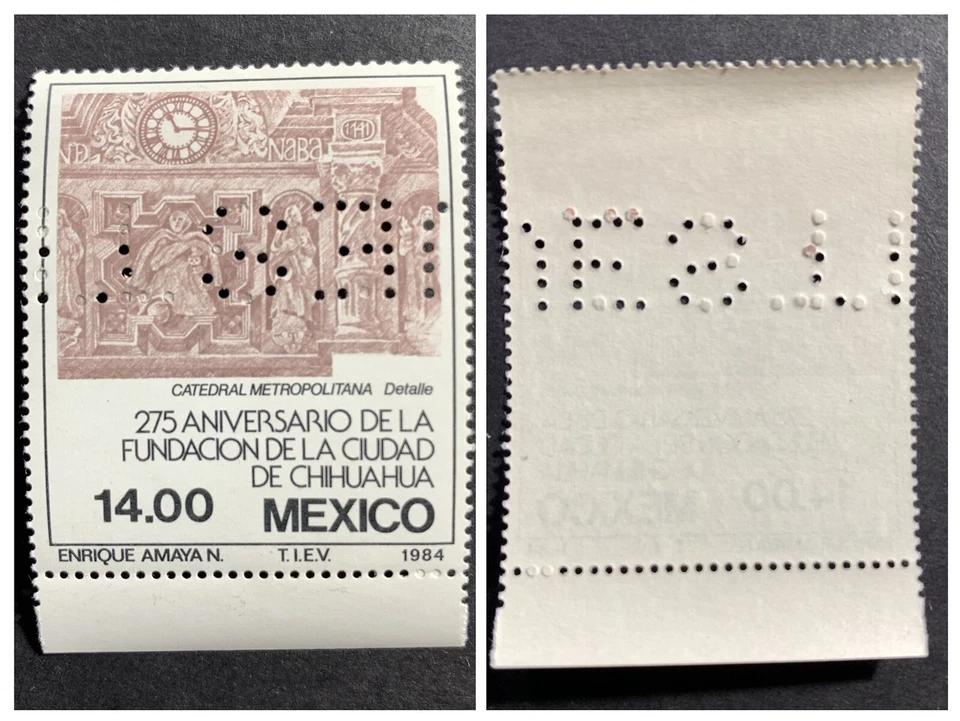 NABA
CATEDRAL METROPOLITANA Detalle
275 ANIVERSARIO DE LA
FUNDACION DE LA CIUDAD
DE CHIHUAHUA
14.00 MEXICO
ENRIQUE AMAYA N. T.I.E.V. 1984